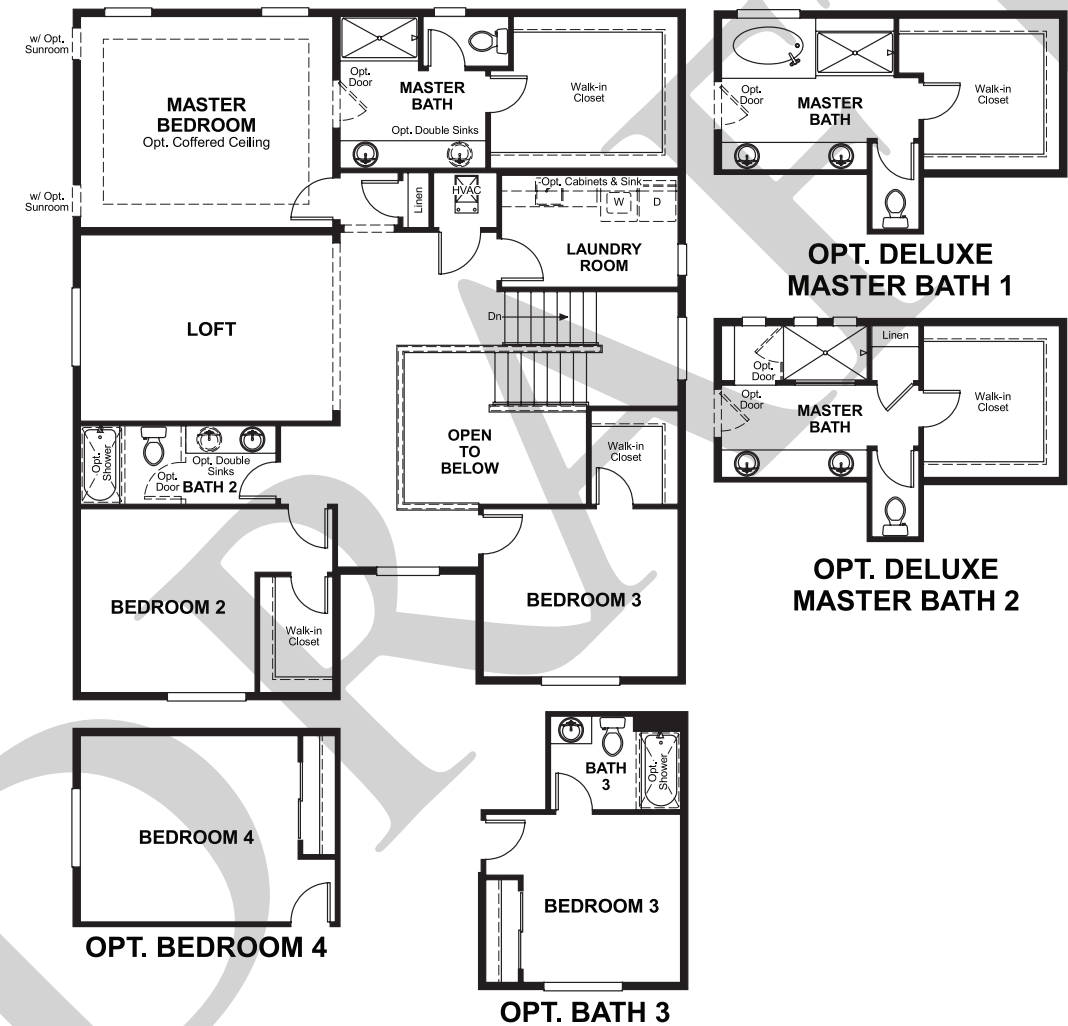 w/ Opt.
Sunroom
MASTER
BEDROOM
Opt. Coffered Ceiling
w/ Opt.
Sunroom
Opt.
Door
MASTER
BATH
Opt. Double Sinks
Walk-in
Closet
Linen
HVAC
Opt. Cabinets & Sink
W
D
LAUNDRY
ROOM
LOFT
Dn
OPEN
TO
BELOW
Walk-in
Closet
Opt.
Shower
Opt.
Door
Opt. Double
Sinks
BATH 2
BEDROOM 2
Walk-in
Closet
BEDROOM 3
Opt.
Door
MASTER
BATH
Walk-in
Closet
OPT. DELUXE
MASTER BATH 1
Opt.
Door
Linen
Opt.
Door
MASTER
BATH
Walk-in
Closet
OPT. DELUXE
MASTER BATH 2
BEDROOM 4
OPT. BEDROOM 4
BATH
3
Opt.
Shower
BEDROOM 3
OPT. BATH 3
DRAFT